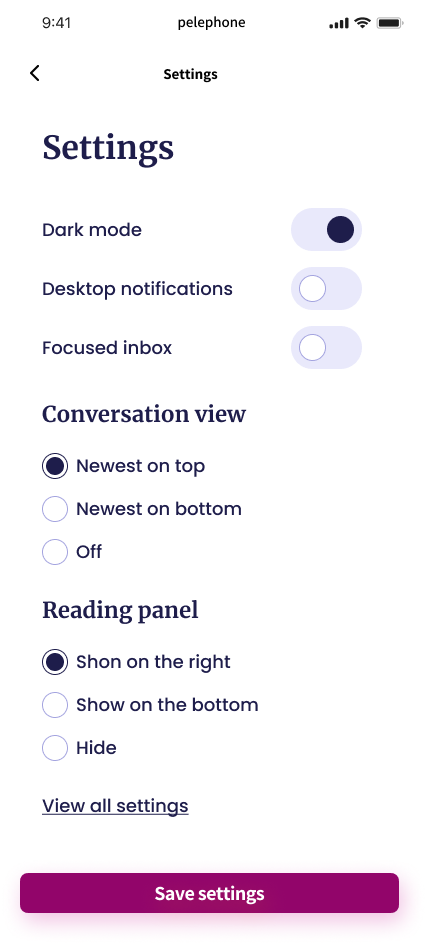 9:41
pelephone
Settings
Settings
Dark mode
Desktop notifications
Focused inbox
Conversation view
Newest on top
Newest on bottom
Off
Reading panel
Shon on the right
Show on the bottom
Hide
View all settings
Save settings